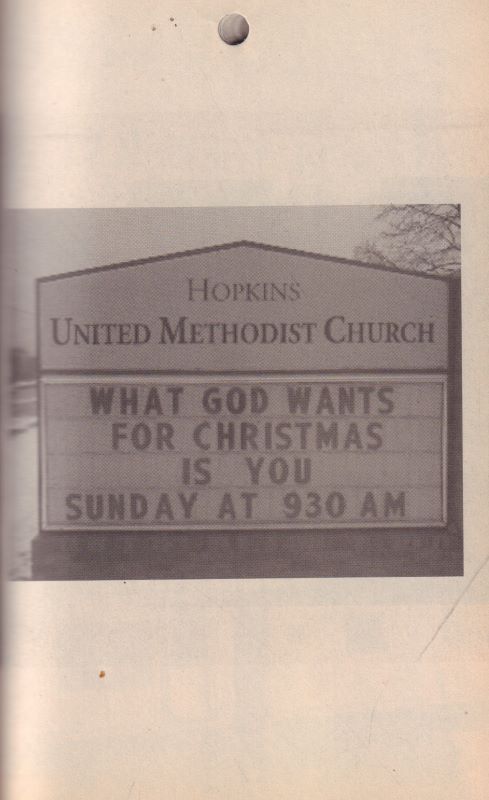 HOPKINS
UNITED METHODIST CHURCH
WHAT GOD WANTS
FOR CHRISTMAS
IS YOU
SUNDAY AT 930 AM